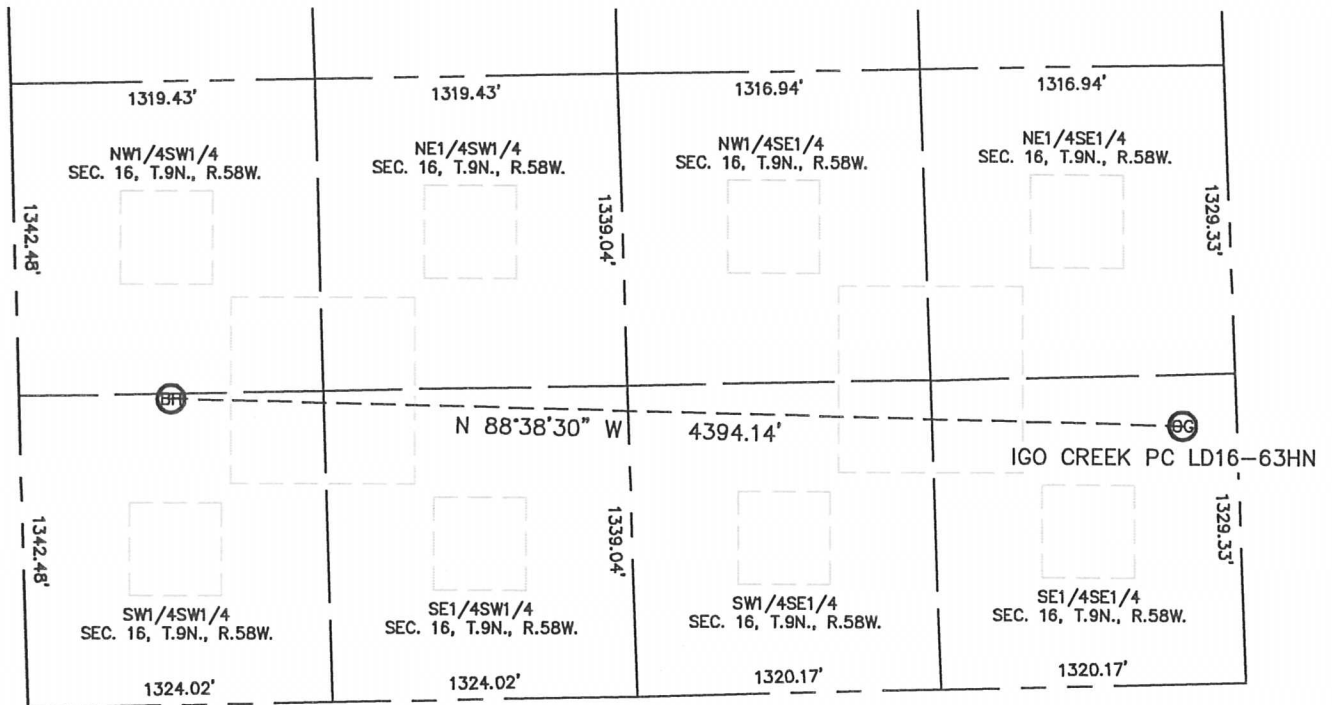 1319.43'
1319.43'
1316.94'
1316.94'
NW1/4SW1/4
SEC. 16, T.9N., R.58W.
NE1/4SW1/4
SEC. 16, T.9N., R.58W.
NW1/4SE1/4
SEC. 16, T.9N., R.58W.
NE1/4SE1/4
SEC. 16, T.9N., R.58W.
1342.48'
1339.04'
1329.33'
BH
N 88°38'30" W
4394.14'
OG
IGO CREEK PC LD16-63HN
1342.48'
1339.04'
1329.33'
SW1/4SW1/4
SEC. 16, T.9N., R.58W.
SE1/4SW1/4
SEC. 16, T.9N., R.58W.
SW1/4SE1/4
SEC. 16, T.9N., R.58W.
SE1/4SE1/4
SEC. 16, T.9N., R.58W.
1324.02'
1324.02'
1320.17'
1320.17'